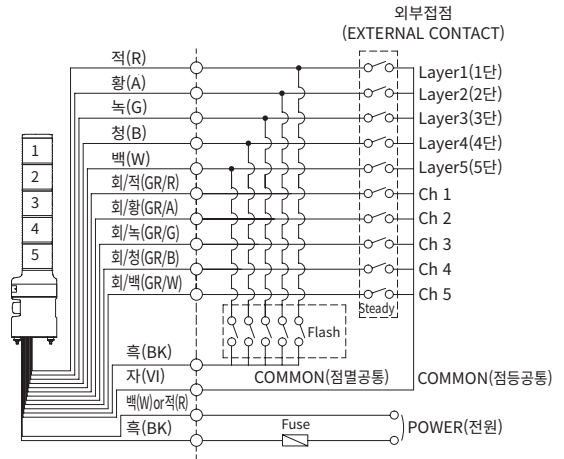 외부접점
(EXTERNAL CONTACT)
적(R)
Layer1(1단)
황(A)
Layer2(2단)
녹(G)
Layer3(3단)
청(B)
Layer4(4단)
백(W)
Layer5(5단)
회/적(GR/R)
Ch 1
회/황(GR/A)
Ch 2
회/녹(GR/G)
Ch 3
회/청(GR/B)
Ch 4
회/백(GR/W)
Ch 5
1
2
3
4
5
Steady
Flash
흑(BK)
자(VI)
COMMON(점멸공통)
COMMON(점등공통)
백(W)or적(R)
흑(BK)
Fuse
POWER(전원)